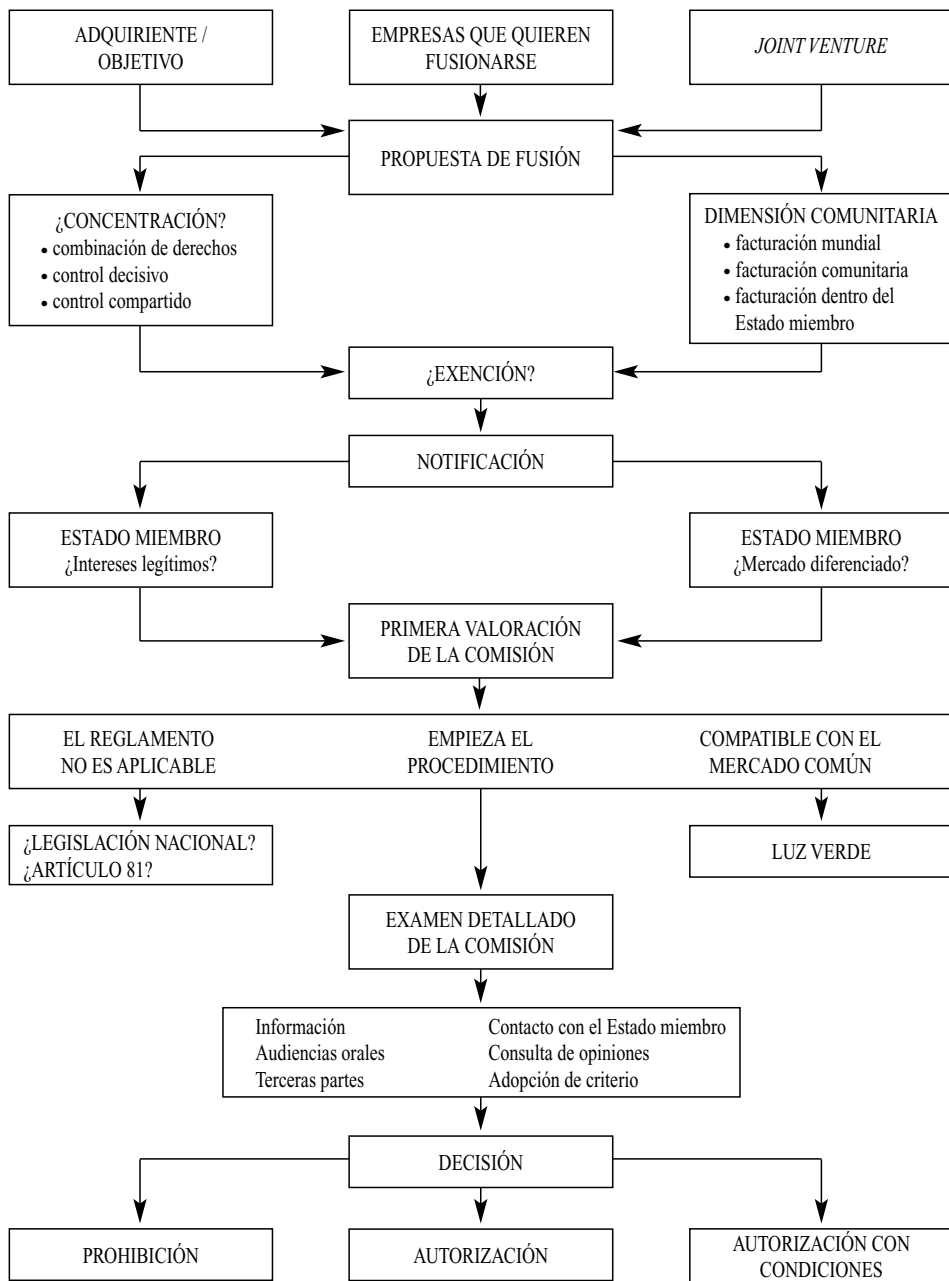 ADQUIRIENTE /
OBJETIVO
EMPRESAS QUE QUIEREN
FUSIONARSE
JOINT VENTURE
PROPUESTA DE FUSIÓN
¿CONCENTRACIÓN?
• combinación de derechos
• control decisivo
• control compartido
DIMENSIÓN COMUNITARIA
• facturación mundial
• facturación comunitaria
• facturación dentro del
Estado miembro
¿EXENCIÓN?
NOTIFICACIÓN
ESTADO MIEMBRO
¿Intereses legítimos?
ESTADO MIEMBRO
¿Mercado diferenciado?
PRIMERA VALORACIÓN
DE LA COMISIÓN
EL REGLAMENTO
NO ES APLICABLE
EMPIEZA EL
PROCEDIMIENTO
COMPATIBLE CON EL
MERCADO COMÚN
¿LEGISLACIÓN NACIONAL?
¿ARTÍCULO 81?
LUZ VERDE
EXAMEN DETALLADO
DE LA COMISIÓN
Información
Audiencias orales
Terceras partes
Contacto con el Estado miembro
Consulta de opiniones
Adopción de criterio
DECISIÓN
PROHIBICIÓN
AUTORIZACIÓN
AUTORIZACIÓN CON
CONDICIONES